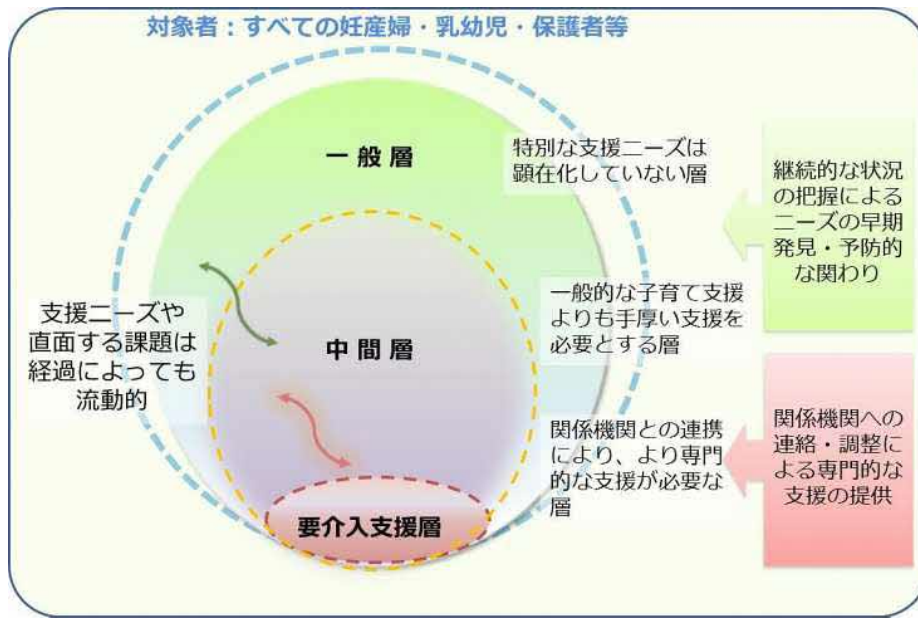 対象者：すべての妊産婦・乳幼児・保護者等
一般層
特別な支援ニーズは
顕在化していない層
継続的な状況
の把握による
ニーズの早期
発見・予防的
な関わり
支援ニーズや
直面する課題は
経過によっても
流動的
中間層
一般的な子育て支援
よりも手厚い支援を
必要とする層
関係機関との連携
により、より専門
的な支援が必要な
層
関係機関への
連絡・調整
による専門的な
支援の提供
要介入支援層